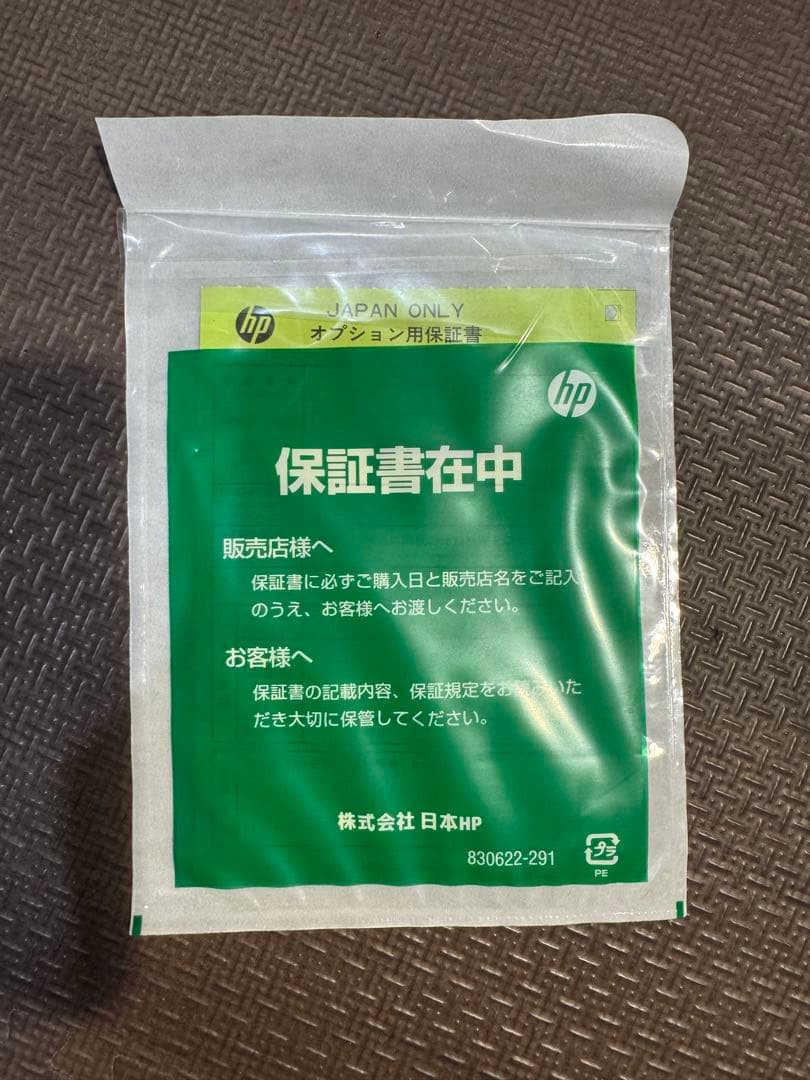 hp
JAPAN ONLY
オプション用保証書
hp
保証書在中
販売店様へ
保証書に必ずご購入日と販売店名をご記入
のうえ、お客様へお渡しください。
お客様へ
保証書の記載内容、保証規定をお読みいた
だき大切に保管してください。
株式会社 日本HP
830622-291
プラ
PE